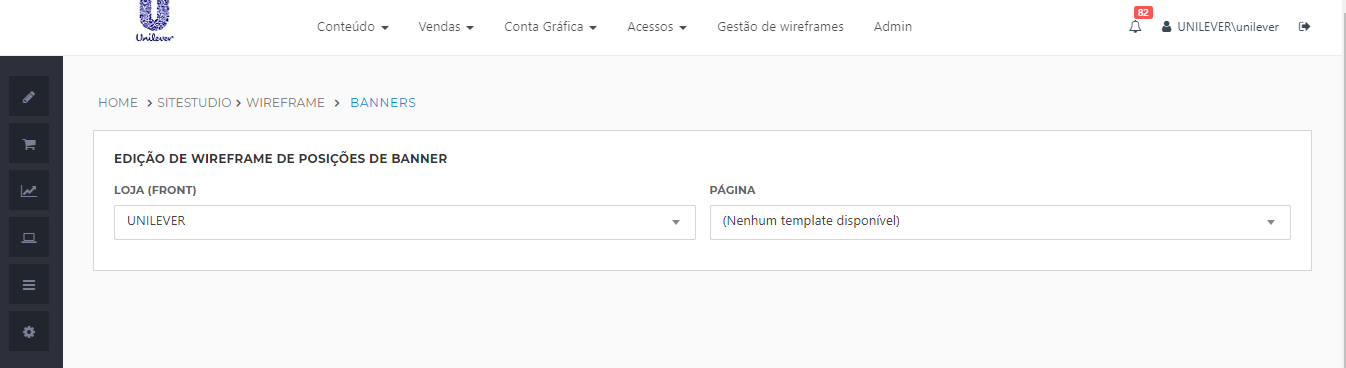 82
Unilever
Conteúdo Vendas Conta Gráfica Acessos Gestão de wireframes Admin UNILEVER\unilever
HOME > SITESTUDIO > WIREFRAME > BANNERS
EDIÇÃO DE WIREFRAME DE POSIÇÕES DE BANNER
LOJA (FRONT) PÁGINA
UNILEVER (Nenhum template disponível)